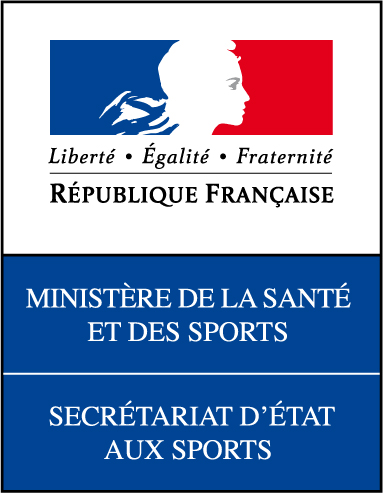 Liberté • Égalité • Fraternité
RÉPUBLIQUE FRANÇAISE
MINISTÈRE DE LA SANTÉ
ET DES SPORTS
SECRÉTARIAT D’ÉTAT
AUX SPORTS